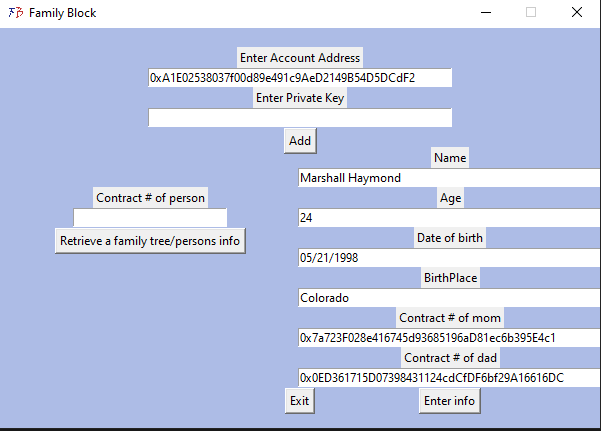 Family Block
Enter Account Address
0xA1E02538037f00d89e491c9AeD2149B54D5DCdF2
Enter Private Key
Add
Name
Marshall Haymond
Contract # of person
Age
24
Retrieve a family tree/persons info
Date of birth
05/21/1998
BirthPlace
Colorado
Contract # of mom
0x7a723F028e416745d93685196aD81ec6b395E4c1
Contract # of dad
0x0ED361715D07398431124cdCfDF6bf29A16616DC
Exit
Enter info